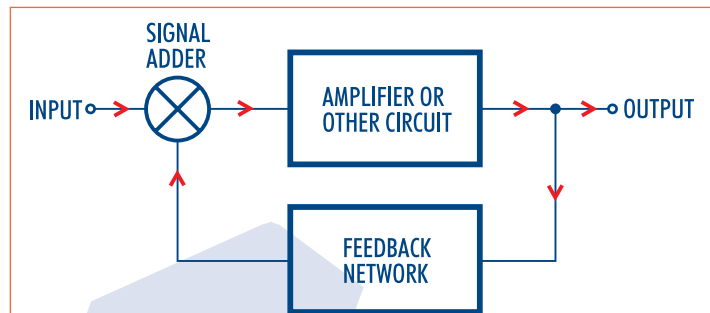 SIGNAL
ADDER
INPUT
AMPLIFIER OR
OTHER CIRCUIT
OUTPUT
FEEDBACK
NETWORK